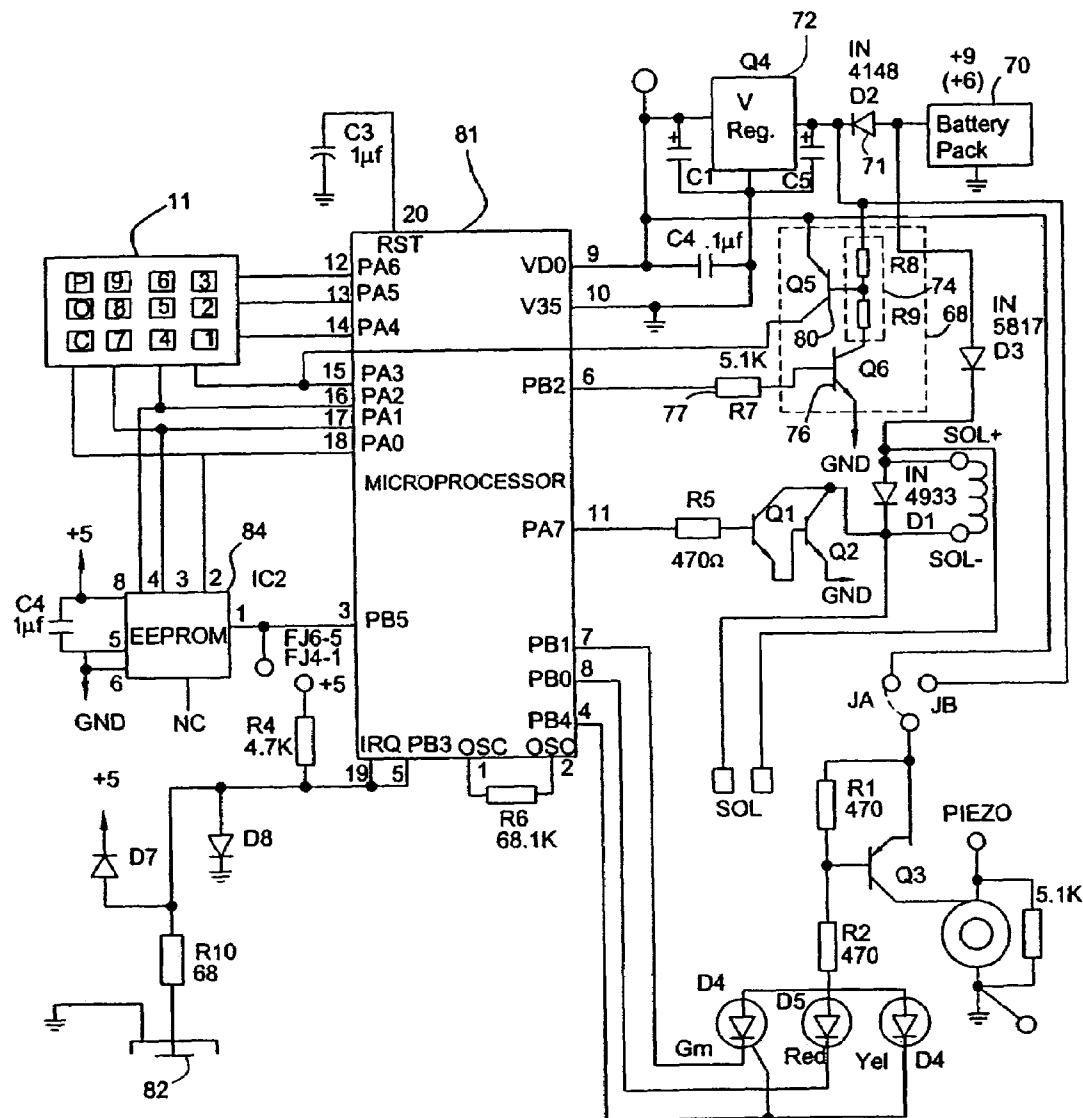 72
Q4
V
Reg.
IN
4148
D2
+9
(+6)
70
Battery
Pack
71
C3
1µf
81
+
C1
+
C5
11
20
RST
P 9 6 3
O 8 5 2
C 7 4 1
12
PA6
13
PA5
14
PA4
15
PA3
16
PA2
17
PA1
18
PA0
VD0
9
V35
10
C4
.1µf
Q5
R8
74
R9
68
80
IN
5817
D3
PB2
6
5.1K
77
R7
Q6
76
GND
SOL+
MICROPROCESSOR
IN
4933
D1
SOL-
PA7
11
R5
470Ω
Q1
Q2
GND
+5
84
8
4
3
2
IC2
C4
1µf
EEPROM
1
5
6
GND
NC
3
PB5
FJ6-5
FJ4-1
+5
R4
4.7K
PB1
7
PB0
8
PB4
4
JA
JB
IRQ
PB3
OSC
OSC
19
5
1
2
R6
68.1K
SOL
+5
D7
D8
R1
470
PIEZO
Q3
5.1K
R10
68
R2
470
D4
D5
Grn
Red
Yel
D4
82